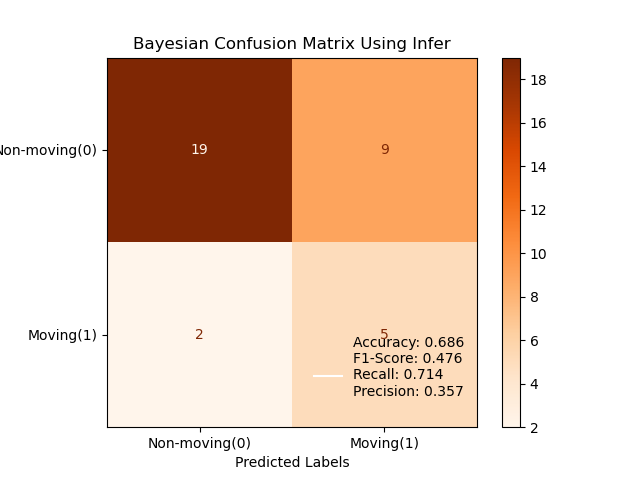 Bayesian Confusion Matrix Using Infer
Non-moving(0)
19
9
Moving(1)
2
5
Accuracy: 0.686
F1-Score: 0.476
Recall: 0.714
Precision: 0.357
Non-moving(0)
Moving(1)
Predicted Labels
18
16
14
12
10
8
6
4
2